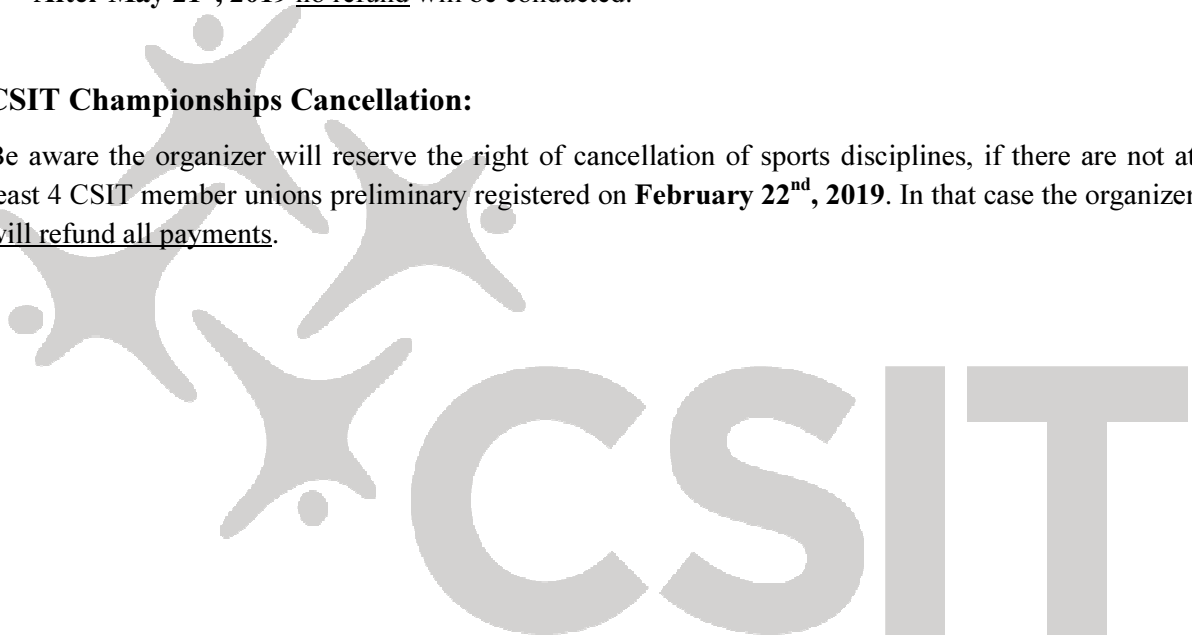 After May 21st, 2019 no refund will be conducted.
CSIT Championships Cancellation:
Be aware the organizer will reserve the right of cancellation of sports disciplines, if there are not at
least 4 CSIT member unions preliminary registered on February 22nd, 2019. In that case the organizer
will refund all payments.
CSIT